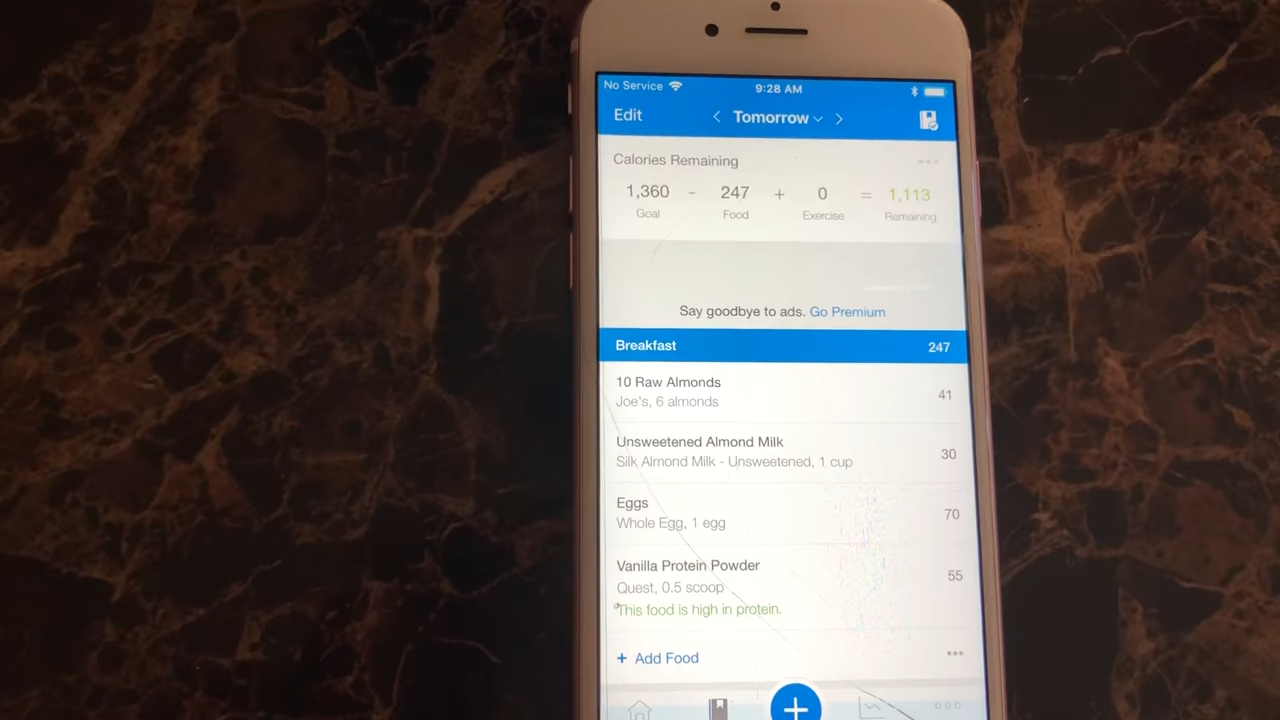 No Service 9:28 AM
Edit < Tomorrow >
Calories Remaining
1,360 - 247 + 0 = 1,113
Goal Food Exercise Remaining
Say goodbye to ads. Go Premium
Breakfast 247
10 Raw Almonds
Joe's, 6 almonds 41
Unsweetened Almond Milk
Silk Almond Milk - Unsweetened, 1 cup 30
Eggs
Whole Egg, 1 egg 70
Vanilla Protein Powder
Quest, 0.5 scoop 55
This food is high in protein.
+ Add Food